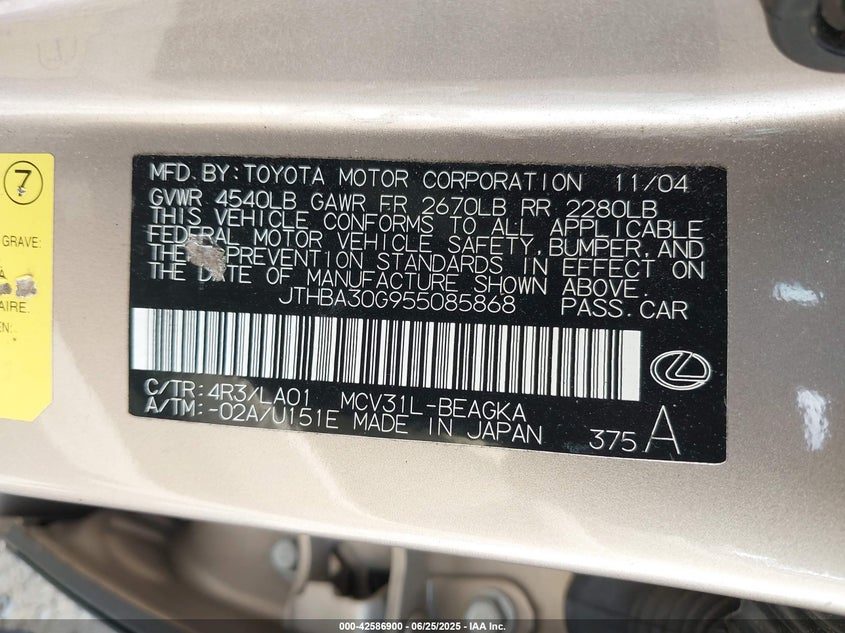 7
GRAVE:
À
AIRE.
EN:
MFD. BY: TOYOTA MOTOR CORPORATION 11/04
GVWR 4540LB GAWR FR 2670LB RR 2280LB
THIS VEHICLE CONFORMS TO ALL APPLICABLE
FEDERAL MOTOR VEHICLE SAFETY, BUMPER, AND
THE PREVENTION STANDARDS IN EFFECT ON
THE DATE OF MANUFACTURE SHOWN ABOVE.
JTHBA30G955085868 PASS. CAR
C/TR: 4R3/LA01 MCV31L-BEAGKA
A/TM: -02A/U151E MADE IN JAPAN
375 A
000-42586900 - 06/25/2025 - IAA Inc.